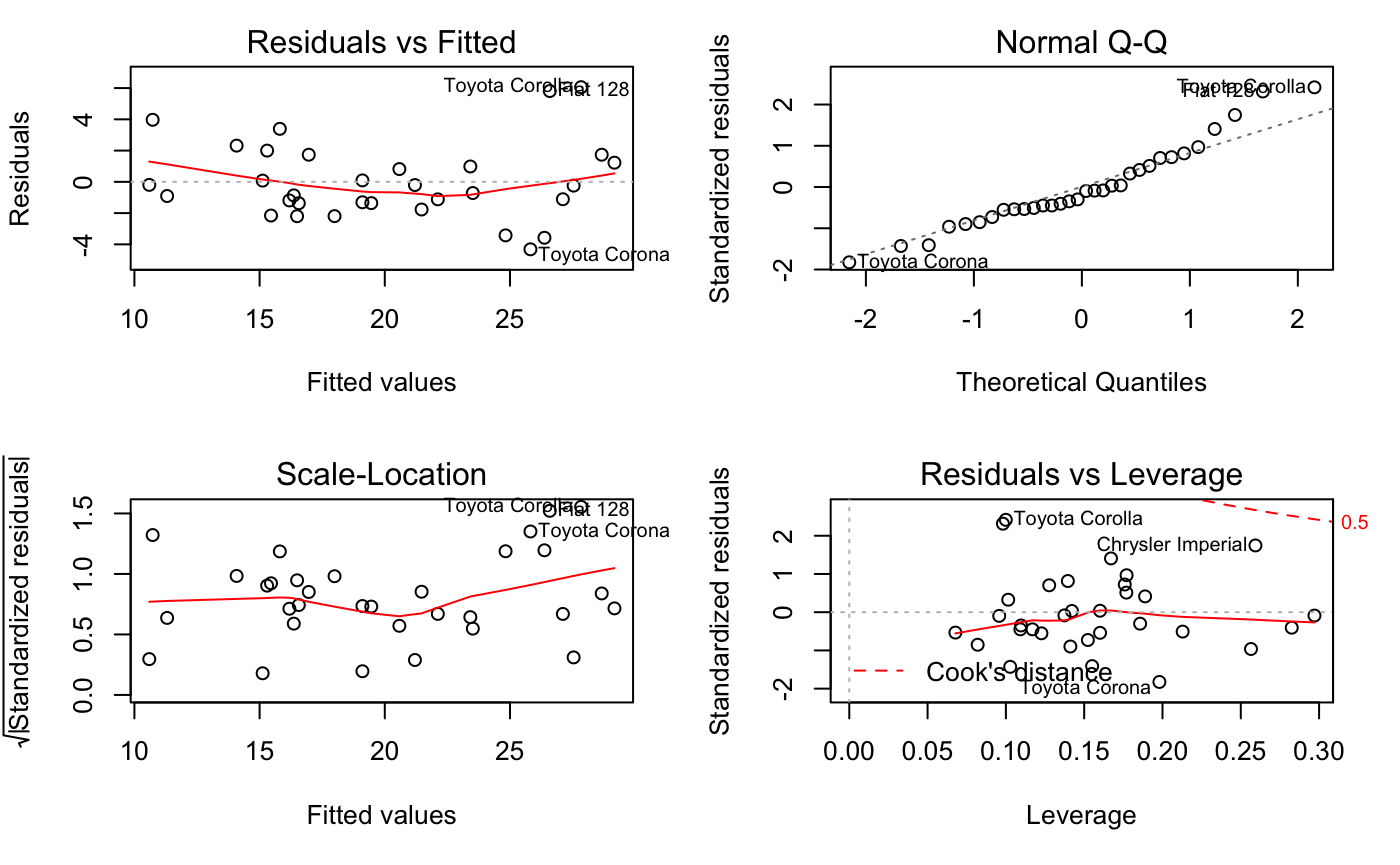 Residuals vs Fitted
Residuals
4
0
-4
Toyota Corolla
Fiat 128
Toyota Corona
10 15 20 25
Fitted values
Normal Q-Q
Standardized residuals
2
1
0
-2
Toyota Corolla
Fiat 128
Toyota Corona
-2 -1 0 1 2
Theoretical Quantiles
Scale-Location
√|Standardized residuals|
1.5
1.0
0.5
0.0
Toyota Corolla
Fiat 128
Toyota Corona
10 15 20 25
Fitted values
Residuals vs Leverage
Standardized residuals
2
1
0
-2
Toyota Corolla
Chrysler Imperial
0.5
Cook's distance
Toyota Corona
0.00 0.05 0.10 0.15 0.20 0.25 0.30
Leverage